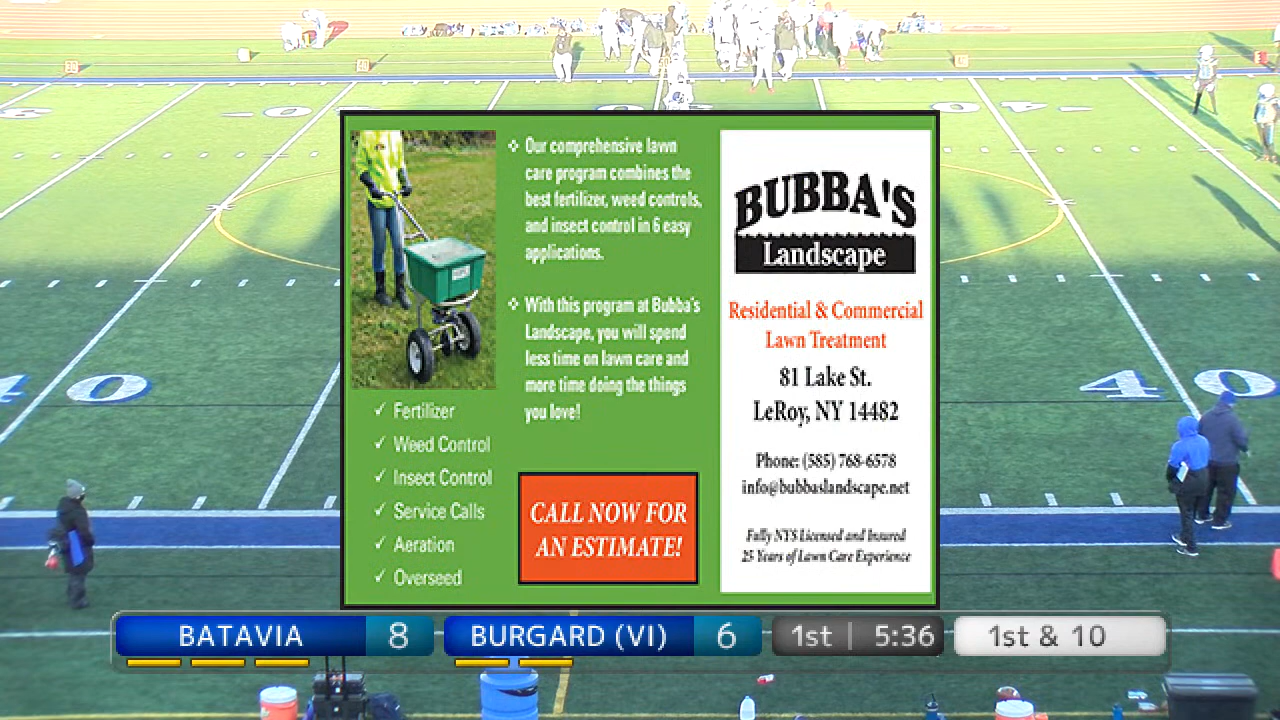 Our comprehensive lawn
care program combines the
best fertilizer, weed controls,
and insect control in 6 easy
applications.
With this program at Bubba's
Landscape, you will spend
less time on lawn care and
more time doing the things
you love!
✓ Fertilizer
✓ Weed Control
✓ Insect Control
✓ Service Calls
✓ Aeration
✓ Overseed
CALL NOW FOR
AN ESTIMATE!
BUBBA'S
Landscape
Residential & Commercial
Lawn Treatment
81 Lake St.
LeRoy, NY 14482
Phone: (585) 768-6578
info@bubbaslandscape.net
Fully NYS Licensed and Insured
25 Years of Lawn Care Experience
40
40
BATAVIA 8 BURGARD (VI) 6 1st | 5:36 1st & 10